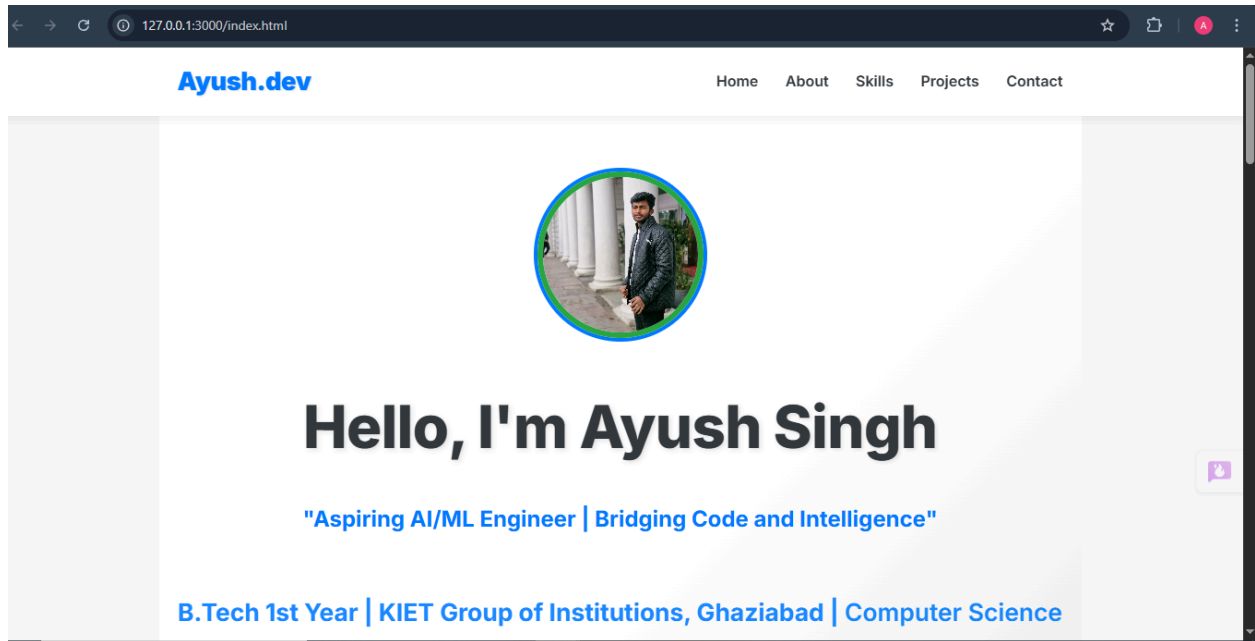 127.0.0.1:3000/index.html
A
Ayush.dev
Home About Skills Projects Contact
Hello, I'm Ayush Singh
"Aspiring AI/ML Engineer | Bridging Code and Intelligence"
B.Tech 1st Year | KIET Group of Institutions, Ghaziabad | Computer Science